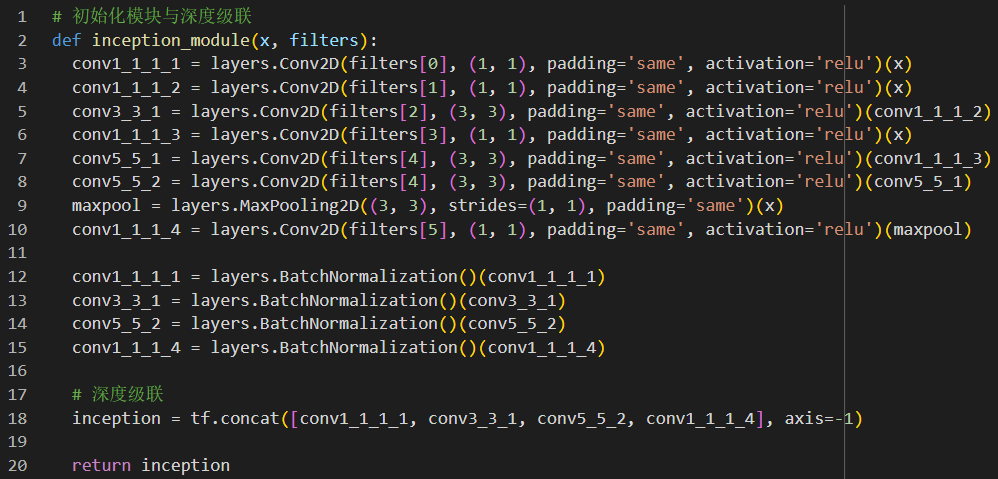 1 # 初始化模块与深度级联
2 def inception_module(x, filters):
3   conv1_1_1_1 = layers.Conv2D(filters[0], (1, 1), padding='same', activation='relu')(x)
4   conv1_1_1_2 = layers.Conv2D(filters[1], (1, 1), padding='same', activation='relu')(x)
5   conv3_3_1 = layers.Conv2D(filters[2], (3, 3), padding='same', activation='relu')(conv1_1_1_2)
6   conv1_1_1_3 = layers.Conv2D(filters[3], (1, 1), padding='same', activation='relu')(x)
7   conv5_5_1 = layers.Conv2D(filters[4], (3, 3), padding='same', activation='relu')(conv1_1_1_3)
8   conv5_5_2 = layers.Conv2D(filters[4], (3, 3), padding='same', activation='relu')(conv5_5_1)
9   maxpool = layers.MaxPooling2D((3, 3), strides=(1, 1), padding='same')(x)
10   conv1_1_1_4 = layers.Conv2D(filters[5], (1, 1), padding='same', activation='relu')(maxpool)
11
12   conv1_1_1_1 = layers.BatchNormalization()(conv1_1_1_1)
13   conv3_3_1 = layers.BatchNormalization()(conv3_3_1)
14   conv5_5_2 = layers.BatchNormalization()(conv5_5_2)
15   conv1_1_1_4 = layers.BatchNormalization()(conv1_1_1_4)
16
17   # 深度级联
18   inception = tf.concat([conv1_1_1_1, conv3_3_1, conv5_5_2, conv1_1_1_4], axis=-1)
19
20   return inception